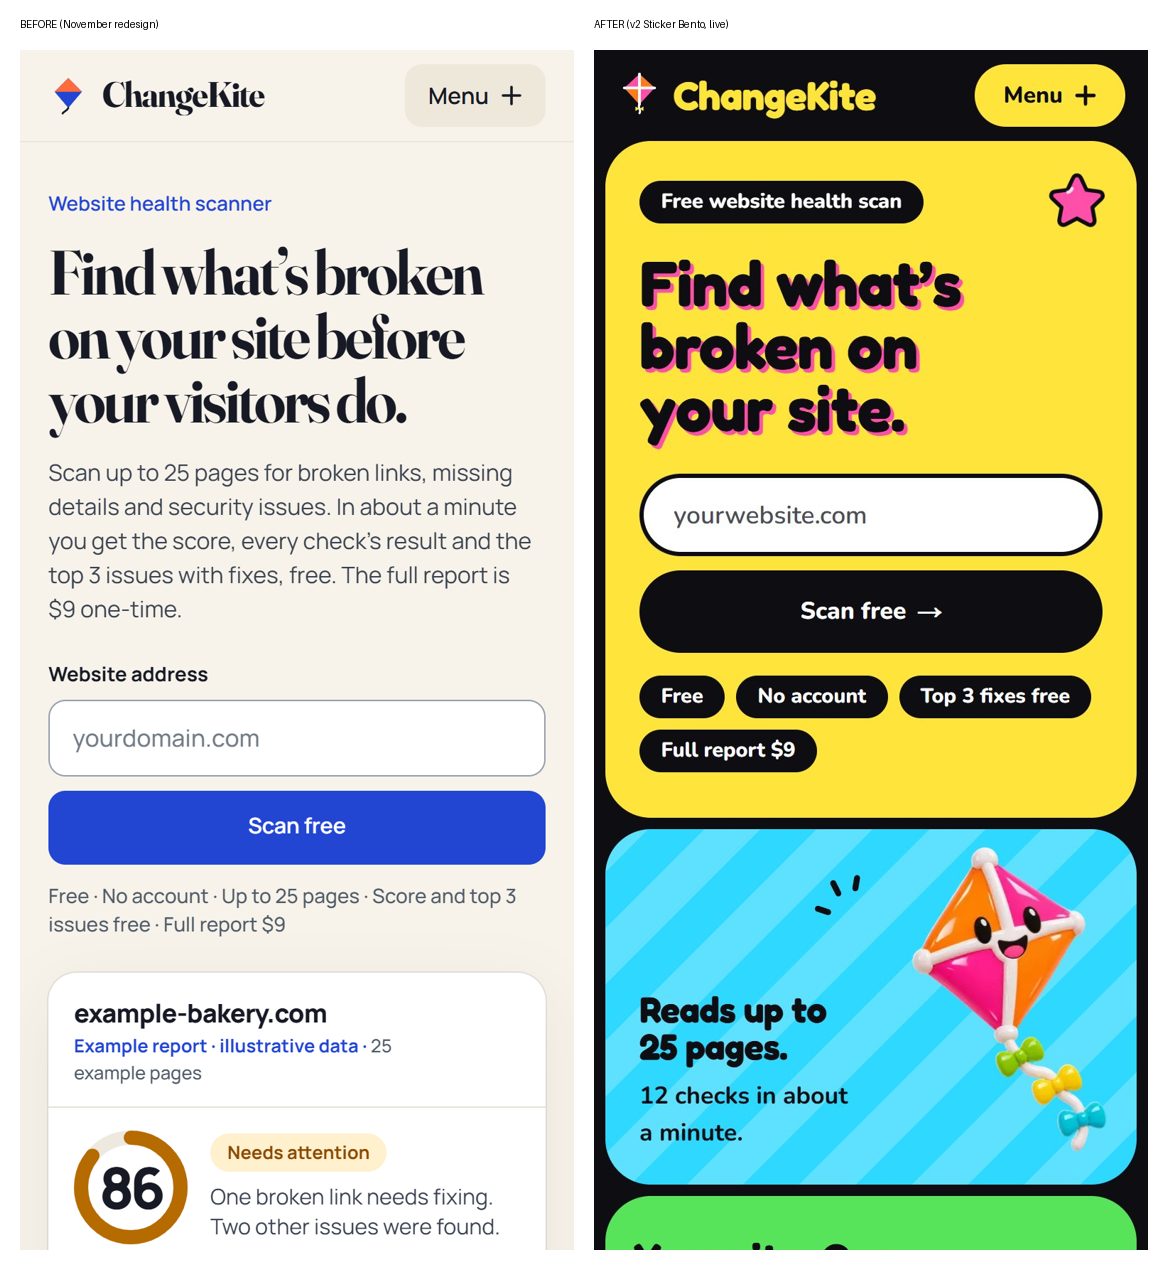 BEFORE (November redesign)
ChangeKite
Menu +
Website health scanner
Find what's broken
on your site before
your visitors do.
Scan up to 25 pages for broken links, missing
details and security issues. In about a minute
you get the score, every check's result and the
top 3 issues with fixes, free. The full report is
$9 one-time.
Website address
yourdomain.com
Scan free
Free · No account · Up to 25 pages · Score and top 3
issues free · Full report $9
example-bakery.com
Example report · illustrative data · 25
example pages
86
Needs attention
One broken link needs fixing.
Two other issues were found.
AFTER (v2 Sticker Bento, live)
ChangeKite
Menu +
Free website health scan
Find what's
broken on
your site.
yourwebsite.com
Scan free →
Free
No account
Top 3 fixes free
Full report $9
Reads up to
25 pages.
12 checks in about
a minute.